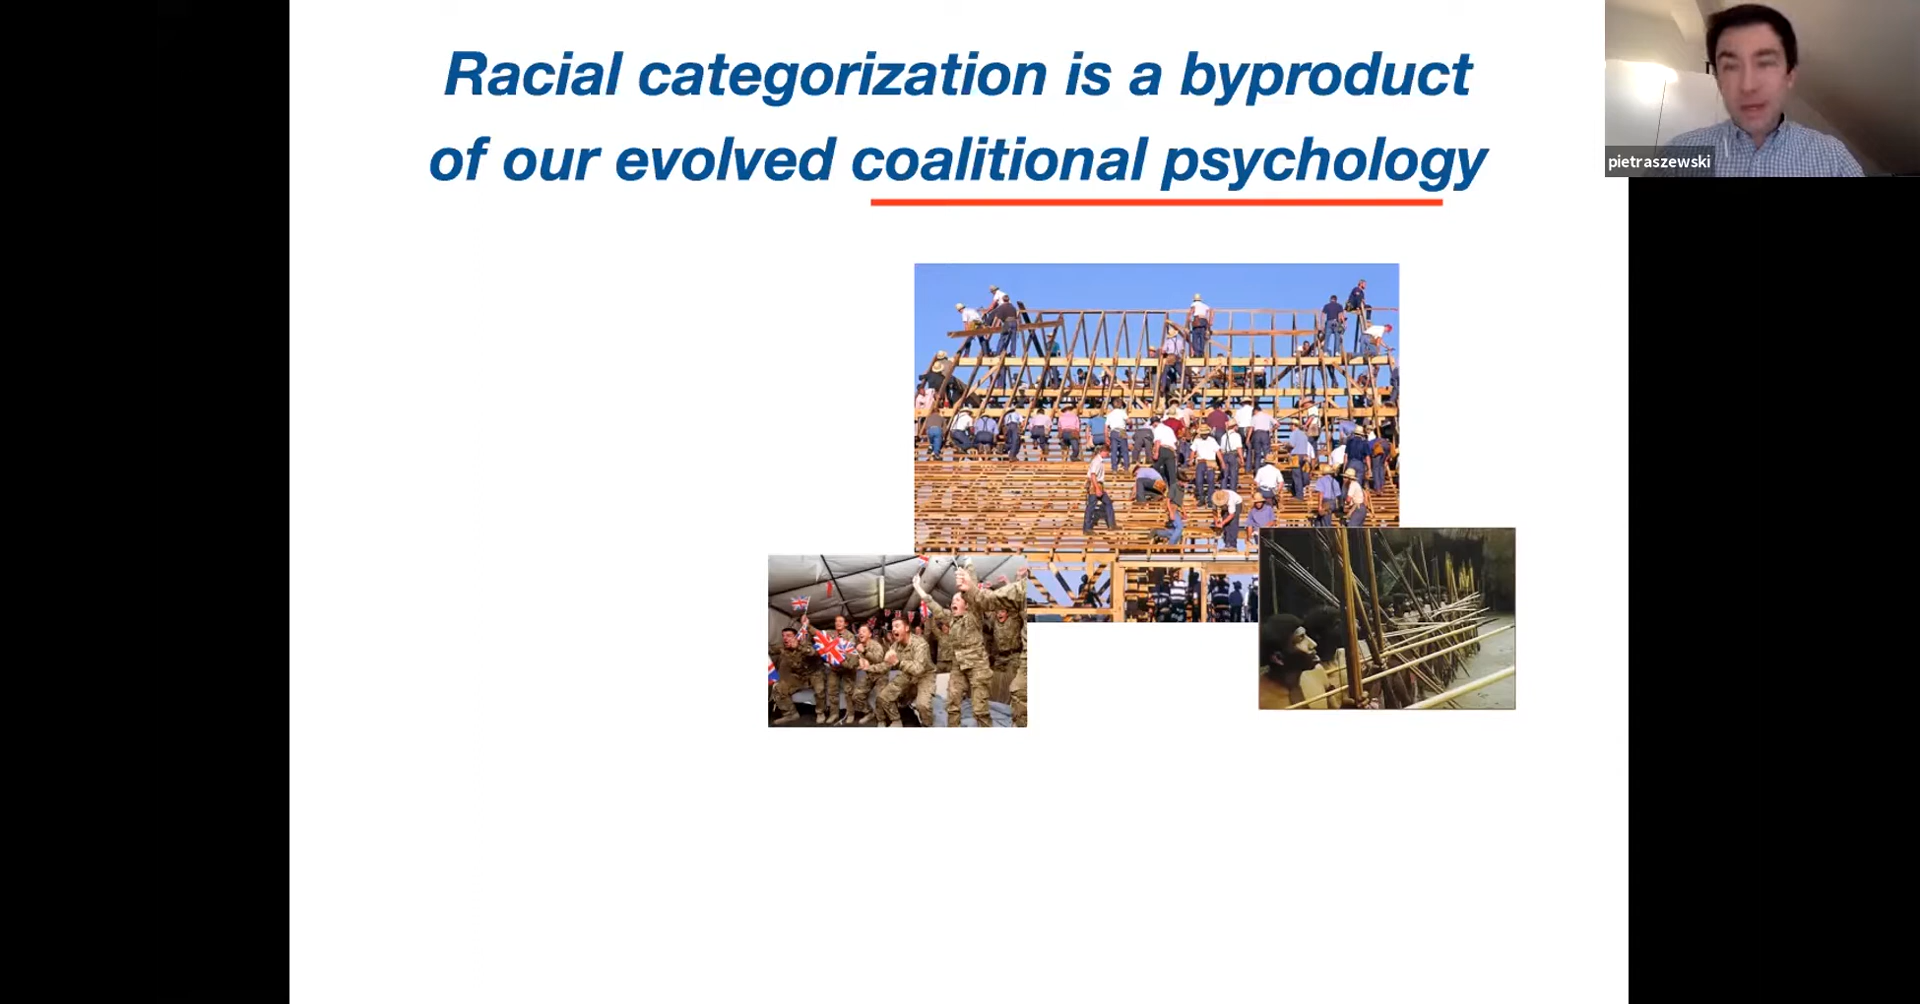 Racial categorization is a byproduct
of our evolved coalitional psychology
pietraszewski